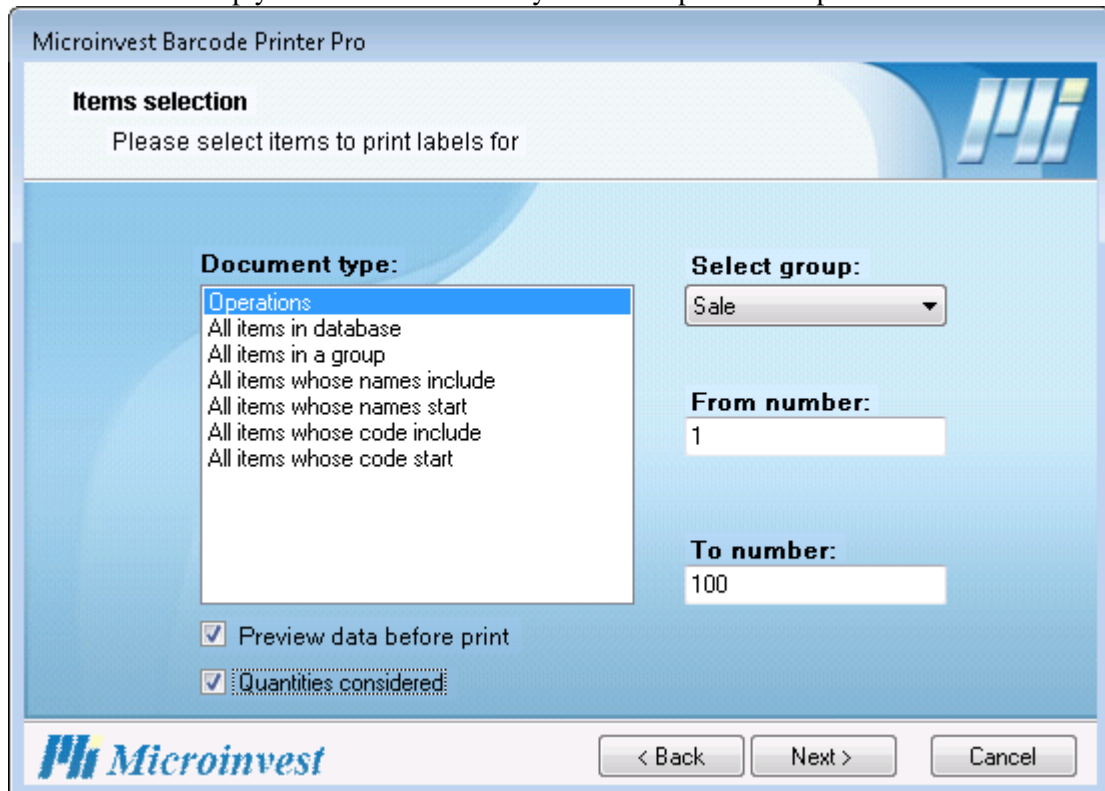 Microinvest Barcode Printer Pro
Items selection
Please select items to print labels for
Document type:
Operations
All items in database
All items in a group
All items whose names include
All items whose names start
All items whose code include
All items whose code start
Preview data before print
Quantities considered
Select group:
Sale
From number:
1
To number:
100
Microinvest
< Back
Next >
Cancel